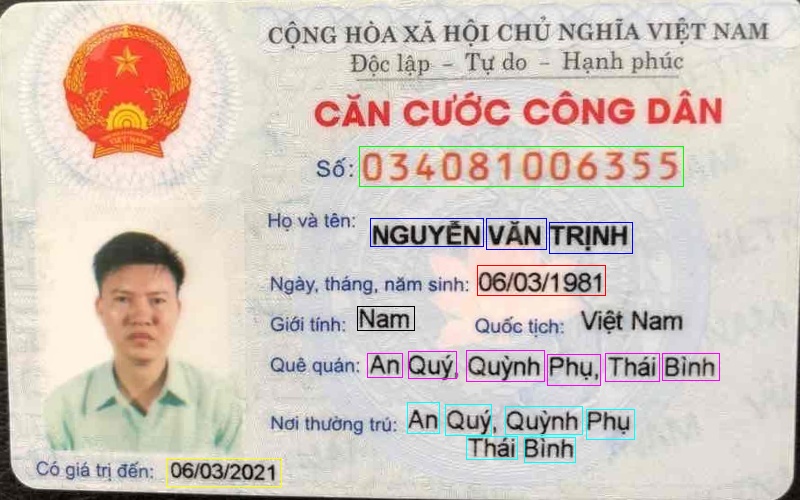 CỘNG HÒA XÃ HỘI CHỦ NGHĨA VIỆT NAM
Độc lập - Tự do - Hạnh phúc
CĂN CƯỚC CÔNG DÂN
Số: 034081006355
Họ và tên: NGUYỄN VĂN TRỊNH
Ngày, tháng, năm sinh: 06/03/1981
Giới tính: Nam Quốc tịch: Việt Nam
Quê quán: An Quý, Quỳnh Phụ, Thái Bình
Nơi thường trú: An Quý, Quỳnh Phụ
Thái Bình
Có giá trị đến: 06/03/2021